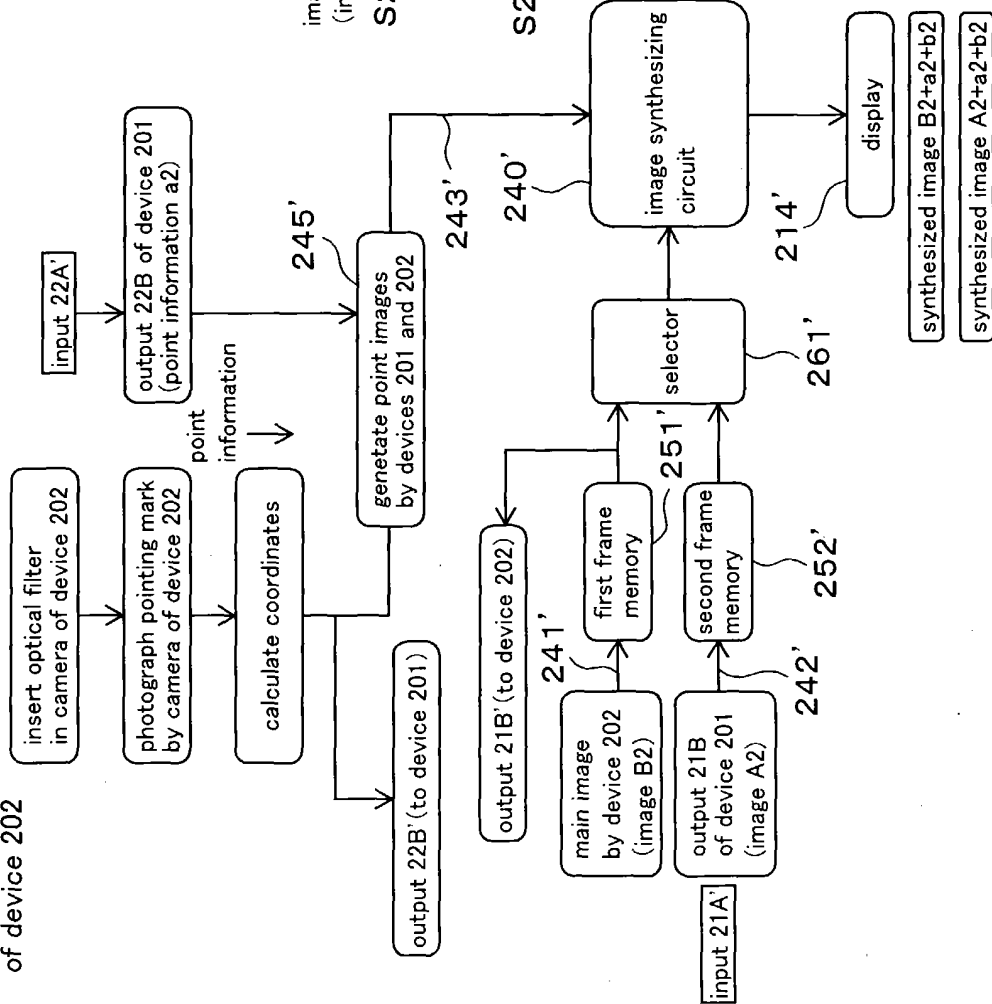 of device 202
insert optical filter
in camera of device 202
photograph pointing mark
by camera of device 202
calculate coordinates
output 22B'(to device 201)
point
information
input 22A'
output 22B of device 201
(point information a2)
245'
genetate point images
by devices 201 and 202
243'
output 21B'(to device 202)
main image
by device 202
(image B2)
241'
first frame
memory
251'
input 21A'
output 21B
of device 201
(image A2)
242'
second frame
memory
252'
selector
261'
240'
image synthesizing
circuit
214'
display
synthesized image B2+a2+b2
synthesized image A2+a2+b2
ima
(in
S2
S2